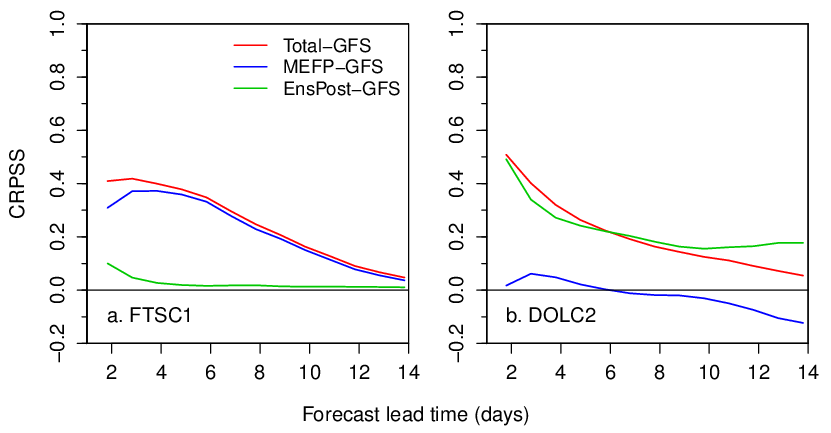 CRPSS
1.0
0.8
0.6
0.4
0.2
0.0
−0.2
Total−GFS
MEFP−GFS
EnsPost−GFS
a. FTSC1
2 4 6 8 10 12 14
1.0
0.8
0.6
0.4
0.2
0.0
−0.2
b. DOLC2
2 4 6 8 10 12 14
Forecast lead time (days)